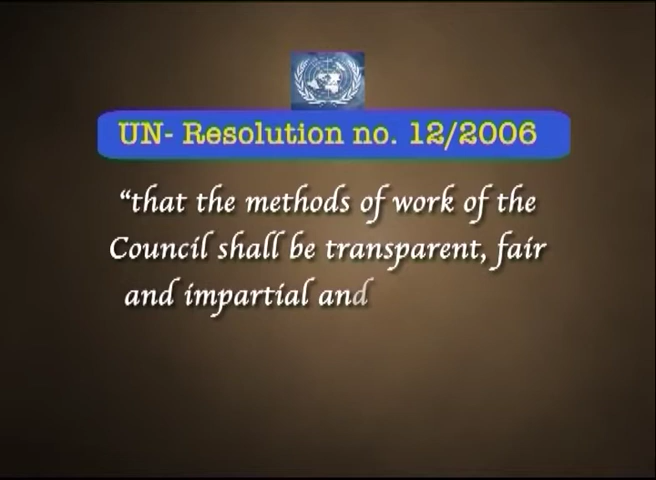 UN- Resolution no. 12/2006
“that the methods of work of the
Council shall be transparent, fair
and impartial and